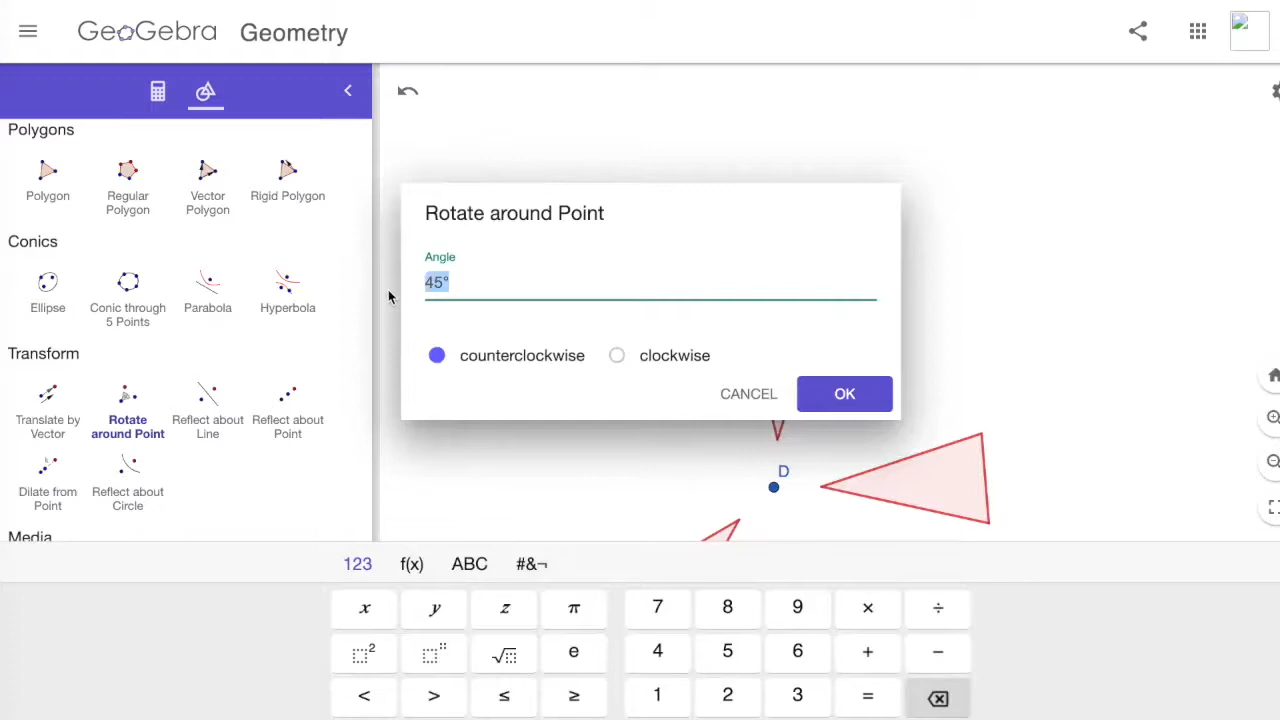 GeoGebra Geometry
Polygons
Polygon
Regular Polygon
Vector Polygon
Rigid Polygon
Conics
Ellipse
Conic through 5 Points
Parabola
Hyperbola
Transform
Translate by Vector
Rotate around Point
Reflect about Line
Reflect about Point
Dilate from Point
Reflect about Circle
Media
Rotate around Point
Angle
45°
counterclockwise
clockwise
CANCEL
OK
D
123 f(x) ABC #&¬
x y z π 7 8 9 × ÷
2 " √ e 4 5 6 + −
< > ≤ ≥ 1 2 3 =